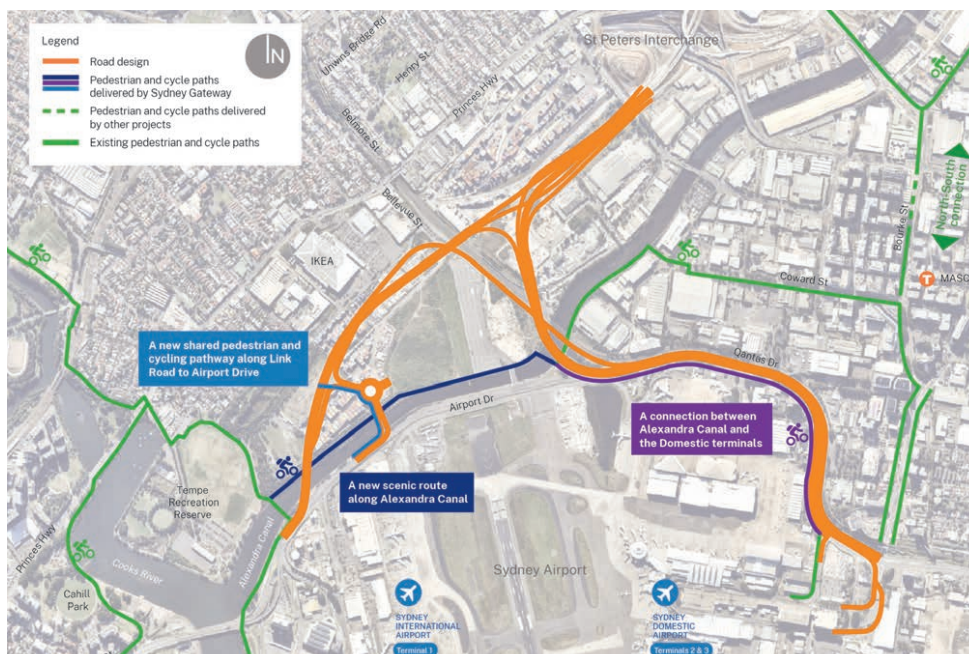 Legend
N
Road design
Pedestrian and cycle paths
delivered by Sydney Gateway
Pedestrian and cycle paths delivered
by other projects
Existing pedestrian and cycle paths
Unwins Bridge Rd
Henry St
Princes Hwy
Belmore St
Bellevue St
St Peters Interchange
North-South
connection
Bourke St
T
MASC
Coward St
IKEA
Qantas Dr
A new shared pedestrian and
cycling pathway along Link
Road to Airport Drive
Airport Dr
A connection between
Alexandra Canal and
the Domestic terminals
A new scenic route
along Alexandra Canal
Tempe
Recreation
Reserve
Alexandra Canal
Princes Hwy
Cooks River
Cahill
Park
Sydney Airport
SYDNEY
INTERNATIONAL
AIRPORT
Terminal 1
SYDNEY
DOMESTIC
AIRPORT
Terminals 2 & 3